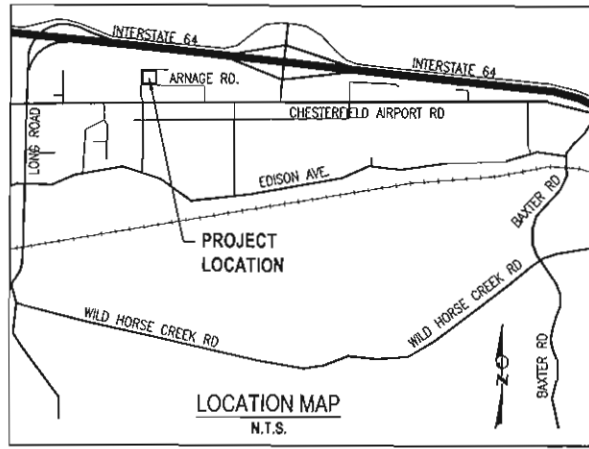 INTERSTATE 64
INTERSTATE 64
ARNAGE RD.
CHESTERFIELD AIRPORT RD
LONG ROAD
EDISON AVE.
BAXTER RD
PROJECT
LOCATION
WILD HORSE CREEK RD
WILD HORSE CREEK RD
BAXTER RD
N
LOCATION MAP
N.T.S.